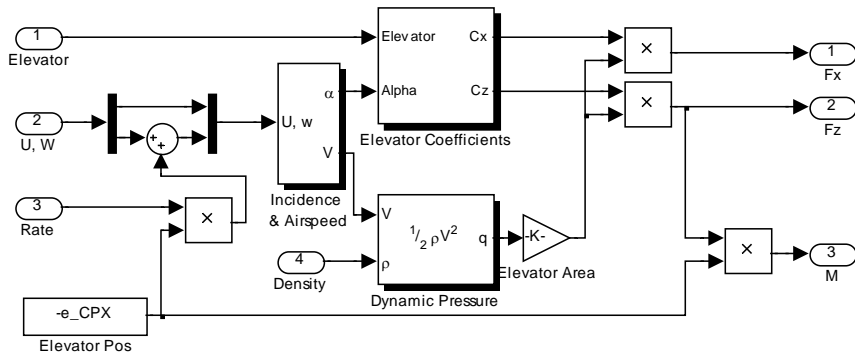 1
Elevator
2
U, W
3
Rate
-e_CPX
Elevator Pos
+
+
×
U, w
α
V
Incidence
& Airspeed
4
Density
Elevator
Alpha
Cx
Cz
Elevator Coefficients
V
ρ
1/2 ρV²
q
Dynamic Pressure
-K-
Elevator Area
×
×
×
1
Fx
2
Fz
3
M